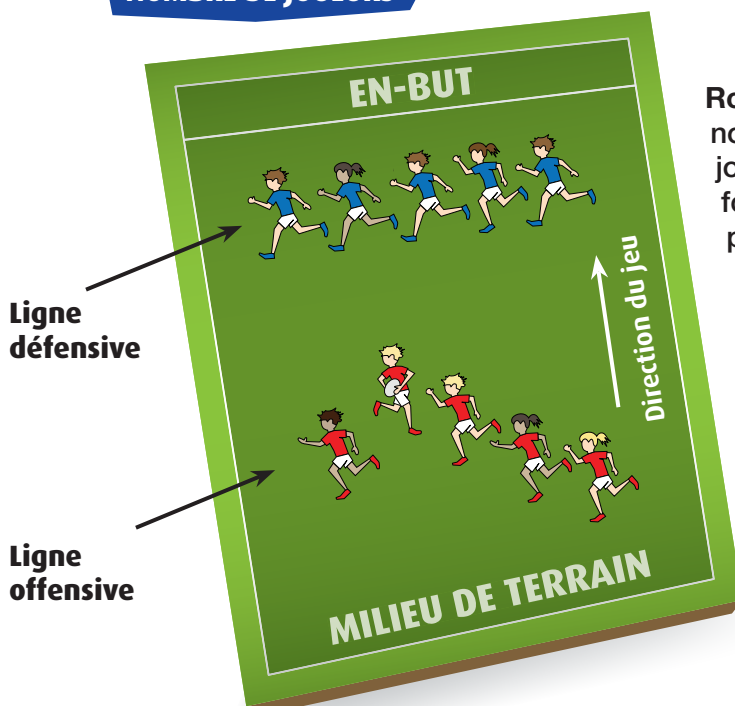 EN-BUT
Ligne
défensive
Direction du jeu
Ligne
offensive
MILIEU DE TERRAIN